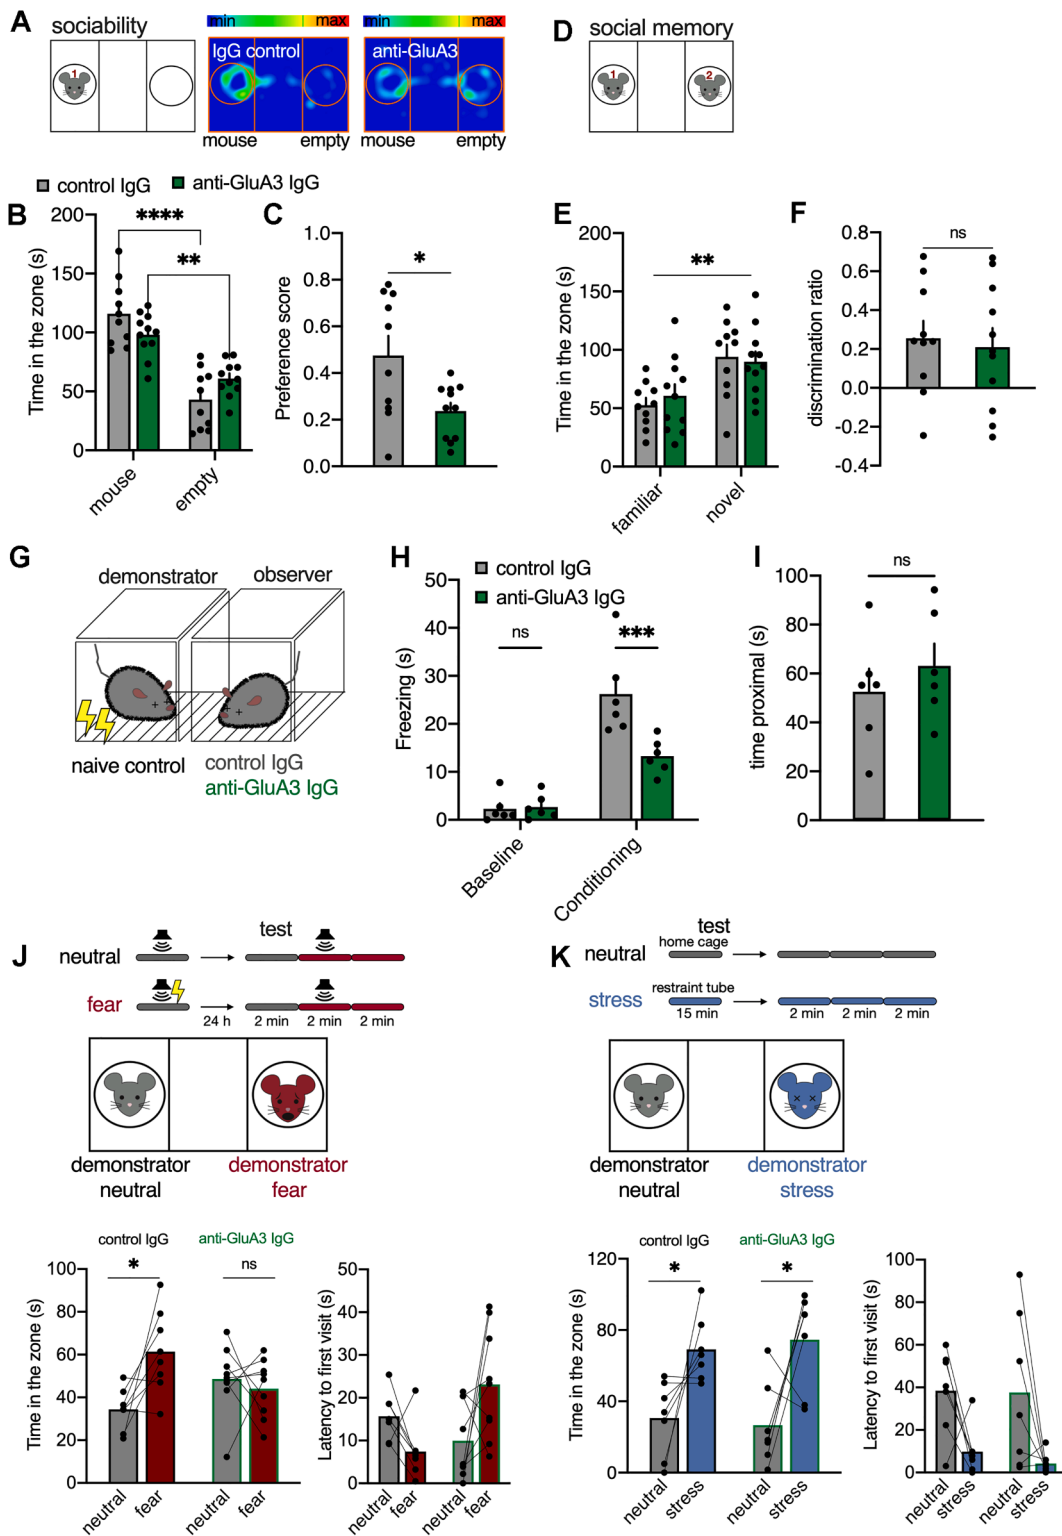 A
sociability
min
max
min
max
IgG control
anti-GluA3
mouse
empty
mouse
empty
1
D
social memory
1
2
control IgG
anti-GluA3 IgG
B
Time in the zone (s)
200
150
100
50
0
****
**
mouse
empty
C
Preference score
1.0
0.8
0.6
0.4
0.2
0.0
*
E
Time in the zone (s)
200
150
100
50
0
**
familiar
novel
F
discrimination ratio
0.8
0.6
0.4
0.2
0.0
-0.2
-0.4
ns
G
demonstrator
observer
naive control
control IgG
anti-GluA3 IgG
H
Freezing (s)
50
40
30
20
10
0
control IgG
anti-GluA3 IgG
ns
***
Baseline
Conditioning
I
time proximal (s)
100
80
60
40
20
0
ns
J
test
neutral
fear
24 h
2 min
2 min
2 min
demonstrator
neutral
demonstrator
fear
control IgG
anti-GluA3 IgG
Time in the zone (s)
100
80
60
40
20
0
*
ns
neutral
fear
neutral
fear
Latency to first visit (s)
50
40
30
20
10
0
neutral
fear
neutral
fear
K
test
neutral
home cage
stress
restraint tube
15 min
2 min
2 min
2 min
demonstrator
neutral
demonstrator
stress
control IgG
anti-GluA3 IgG
Time in the zone (s)
120
80
40
0
*
*
neutral
stress
neutral
stress
Latency to first visit (s)
100
80
60
40
20
0
neutral
stress
neutral
stress